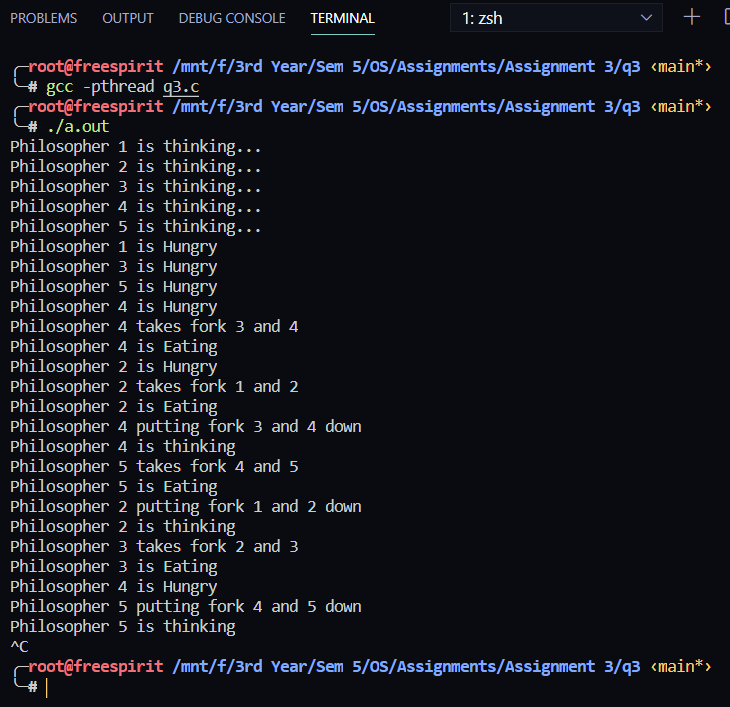 PROBLEMS OUTPUT DEBUG CONSOLE TERMINAL 1: zsh
root@freespirit /mnt/f/3rd Year/Sem 5/OS/Assignments/Assignment 3/q3 ‹main*›
# gcc -pthread q3.c
root@freespirit /mnt/f/3rd Year/Sem 5/OS/Assignments/Assignment 3/q3 ‹main*›
# ./a.out
Philosopher 1 is thinking...
Philosopher 2 is thinking...
Philosopher 3 is thinking...
Philosopher 4 is thinking...
Philosopher 5 is thinking...
Philosopher 1 is Hungry
Philosopher 3 is Hungry
Philosopher 5 is Hungry
Philosopher 4 is Hungry
Philosopher 4 takes fork 3 and 4
Philosopher 4 is Eating
Philosopher 2 is Hungry
Philosopher 2 takes fork 1 and 2
Philosopher 2 is Eating
Philosopher 4 putting fork 3 and 4 down
Philosopher 4 is thinking
Philosopher 5 takes fork 4 and 5
Philosopher 5 is Eating
Philosopher 2 putting fork 1 and 2 down
Philosopher 2 is thinking
Philosopher 3 takes fork 2 and 3
Philosopher 3 is Eating
Philosopher 4 is Hungry
Philosopher 5 putting fork 4 and 5 down
Philosopher 5 is thinking
^C
root@freespirit /mnt/f/3rd Year/Sem 5/OS/Assignments/Assignment 3/q3 ‹main*›
#